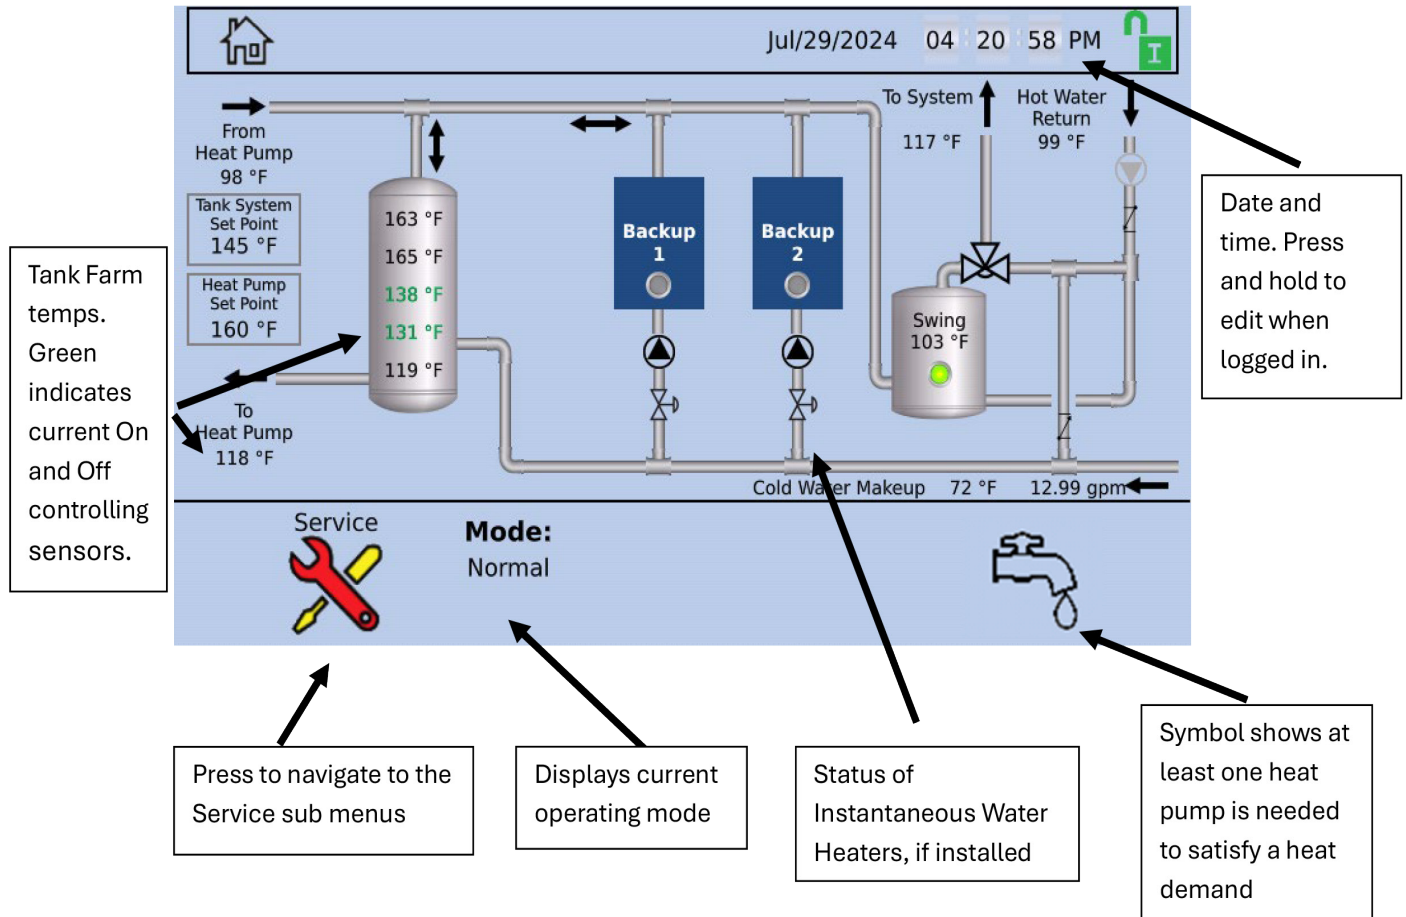 Jul/29/2024 04 20 58 PM
I
From
Heat Pump
98 °F
Tank System
Set Point
145 °F
Heat Pump
Set Point
160 °F
To
Heat Pump
118 °F
163 °F
165 °F
138 °F
131 °F
119 °F
Backup
1
Backup
2
To System
117 °F
Hot Water
Return
99 °F
Swing
103 °F
Cold Water Makeup 72 °F 12.99 gpm
Service
Mode:
Normal
Tank Farm
temps.
Green
indicates
current On
and Off
controlling
sensors.
Date and
time. Press
and hold to
edit when
logged in.
Press to navigate to the
Service sub menus
Displays current
operating mode
Status of
Instantaneous Water
Heaters, if installed
Symbol shows at
least one heat
pump is needed
to satisfy a heat
demand